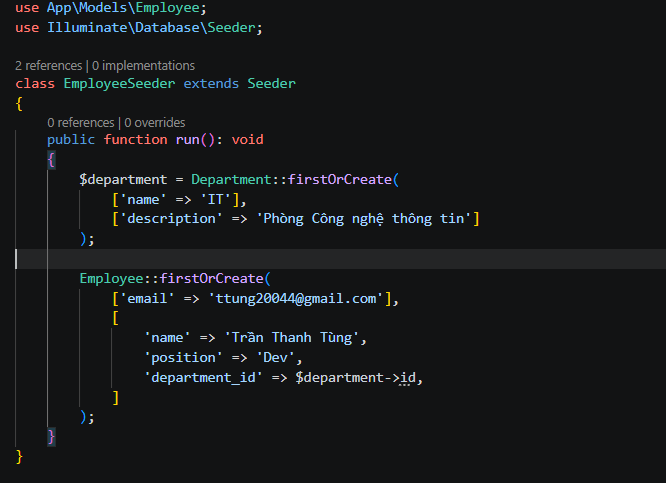 use App\Models\Employee;
use Illuminate\Database\Seeder;
2 references | 0 implementations
class EmployeeSeeder extends Seeder
{
0 references | 0 overrides
public function run(): void
{
$department = Department::firstOrCreate(
['name' => 'IT'],
['description' => 'Phòng Công nghệ thông tin']
);
Employee::firstOrCreate(
['email' => 'ttung20044@gmail.com'],
[
'name' => 'Trần Thanh Tùng',
'position' => 'Dev',
'department_id' => $department->id,
]
);
}
}